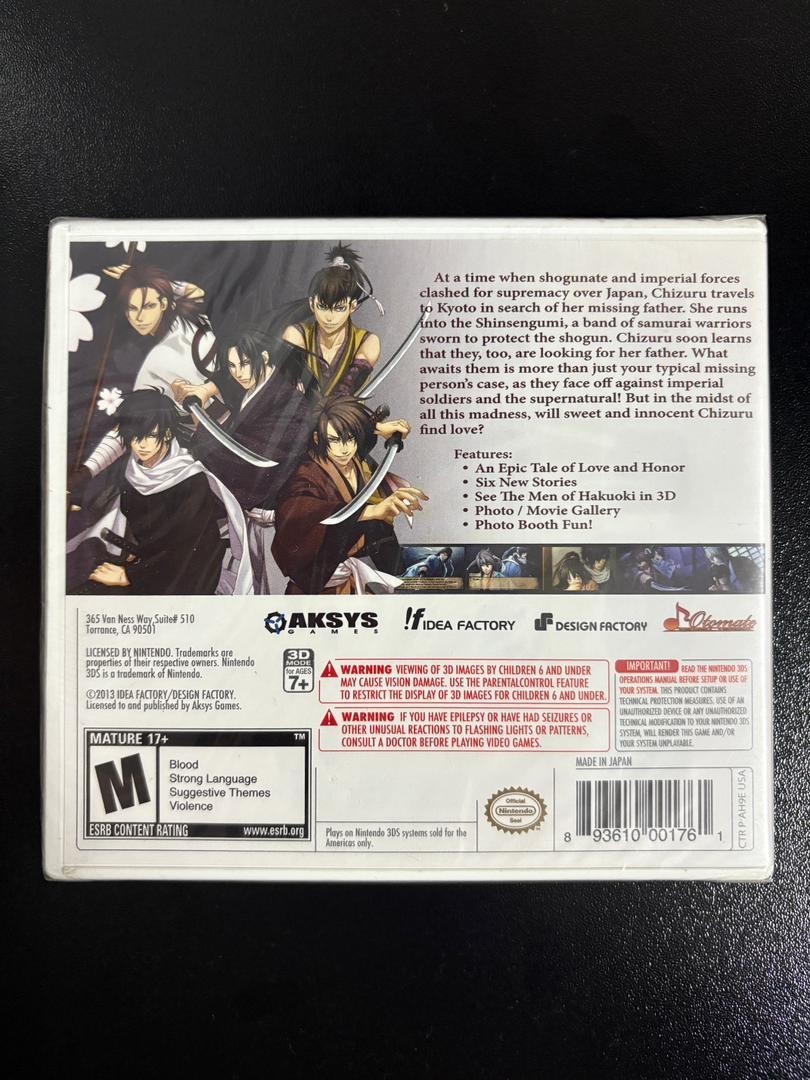 At a time when shogunate and imperial forces
clashed for supremacy over Japan, Chizuru travels
to Kyoto in search of her missing father. She runs
into the Shinsengumi, a band of samurai warriors
sworn to protect the shogun. Chizuru soon learns
that they, too, are looking for her father. What
awaits them is more than just your typical missing
person's case, as they face off against imperial
soldiers and the supernatural! But in the midst of
all this madness, will sweet and innocent Chizuru
find love?
Features:
• An Epic Tale of Love and Honor
• Six New Stories
• See The Men of Hakuoki in 3D
• Photo / Movie Gallery
• Photo Booth Fun!
365 Van Ness Way,Suite# 510
Torrance, CA 90501
AKSYS
GAMES
!f IDEA FACTORY
DF DESIGN FACTORY
Otomate
LICENSED BY NINTENDO. Trademarks are
properties of their respective owners. Nintendo
3DS is a trademark of Nintendo.
©2013 IDEA FACTORY/DESIGN FACTORY.
Licensed to and published by Aksys Games.
3D
MODE
for AGES
7+
WARNING VIEWING OF 3D IMAGES BY CHILDREN 6 AND UNDER
MAY CAUSE VISION DAMAGE. USE THE PARENTALCONTROL FEATURE
TO RESTRICT THE DISPLAY OF 3D IMAGES FOR CHILDREN 6 AND UNDER.
WARNING IF YOU HAVE EPILEPSY OR HAVE HAD SEIZURES OR
OTHER UNUSUAL REACTIONS TO FLASHING LIGHTS OR PATTERNS,
CONSULT A DOCTOR BEFORE PLAYING VIDEO GAMES.
IMPORTANT! READ THE NINTENDO 3DS
OPERATIONS MANUAL BEFORE SETUP OR USE OF
YOUR SYSTEM. THIS PRODUCT CONTAINS
TECHNICAL PROTECTION MEASURES. USE OF AN
UNAUTHORIZED DEVICE OR ANY UNAUTHORIZED
TECHNICAL MODIFICATION TO YOUR NINTENDO 3DS
SYSTEM, WILL RENDER THIS GAME AND/OR
YOUR SYSTEM UNPLAYABLE.
MATURE 17+ ™
M
Blood
Strong Language
Suggestive Themes
Violence
ESRB CONTENT RATING www.esrb.org
Plays on Nintendo 3DS systems sold for the
Americas only.
Official
Nintendo
Seal
MADE IN JAPAN
8 93610 00176 1
CTR P AH9E USA